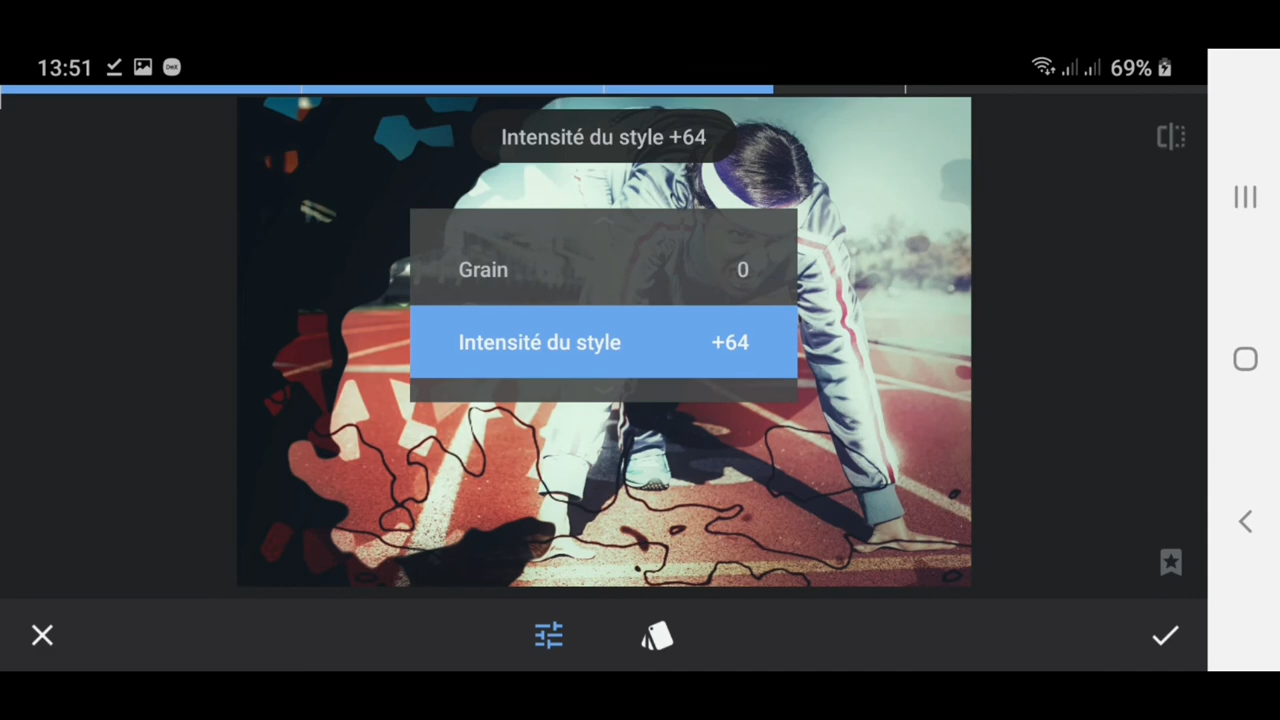 13:51
69%
Intensité du style +64
Grain 0
Intensité du style +64